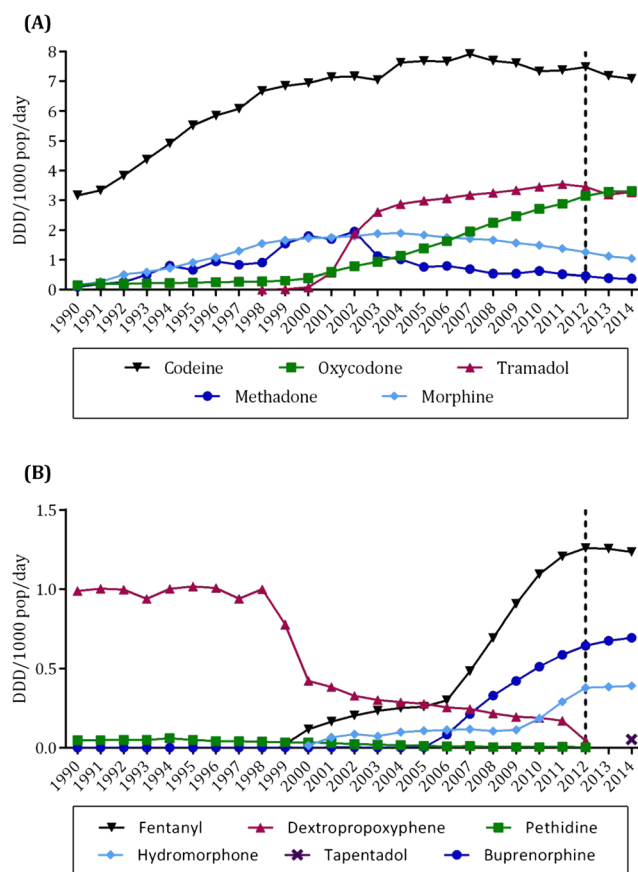 (A)
DDD/1000 pop/day
8
7
6
5
4
3
2
1
0
1990 1991 1992 1993 1994 1995 1996 1997 1998 1999 2000 2001 2002 2003 2004 2005 2006 2007 2008 2009 2010 2011 2012 2013 2014
Codeine Oxycodone Tramadol
Methadone Morphine
(B)
DDD/1000 pop/day
1.5
1.0
0.5
0.0
1990 1991 1992 1993 1994 1995 1996 1997 1998 1999 2000 2001 2002 2003 2004 2005 2006 2007 2008 2009 2010 2011 2012 2013 2014
Fentanyl Dextropropoxyphene Pethidine
Hydromorphone Tapentadol Buprenorphine